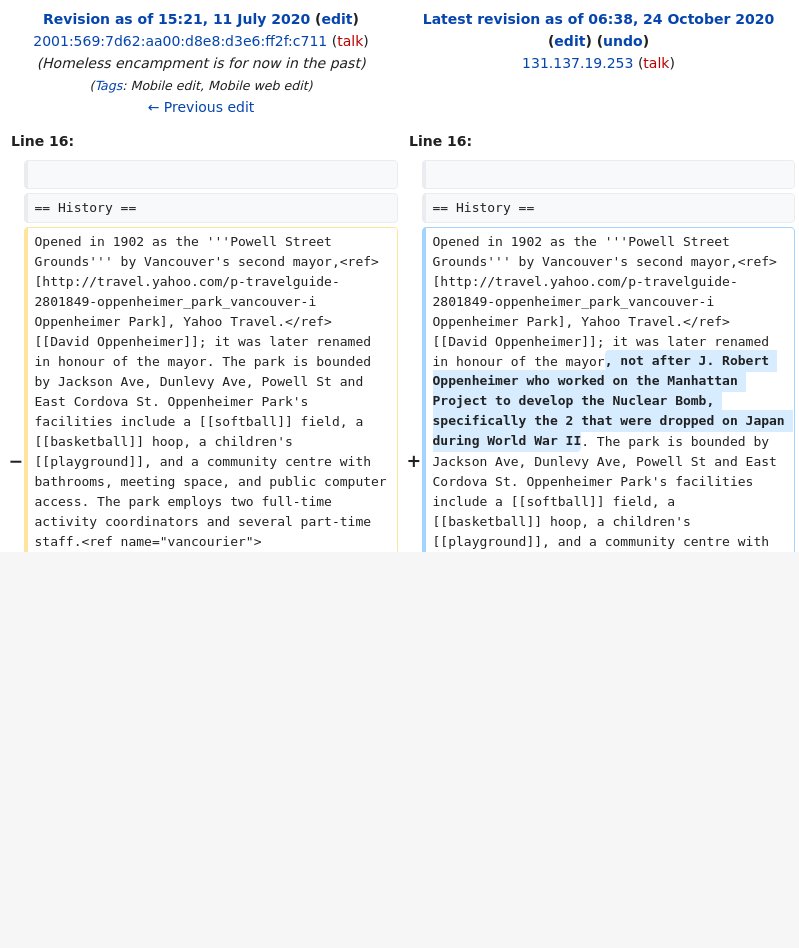 Revision as of 15:21, 11 July 2020 (edit)
2001:569:7d62:aa00:d8e8:d3e6:ff2f:c711 (talk)
(Homeless encampment is for now in the past)
(Tags: Mobile edit, Mobile web edit)
← Previous edit
Latest revision as of 06:38, 24 October 2020
(edit) (undo)
131.137.19.253 (talk)
Line 16:
== History ==
− Opened in 1902 as the '''Powell Street
Grounds''' by Vancouver's second mayor,<ref>
[http://travel.yahoo.com/p-travelguide-
2801849-oppenheimer_park_vancouver-i
Oppenheimer Park], Yahoo Travel.</ref>
[[David Oppenheimer]]; it was later renamed
in honour of the mayor. The park is bounded
by Jackson Ave, Dunlevy Ave, Powell St and
East Cordova St. Oppenheimer Park's
facilities include a [[softball]] field, a
[[basketball]] hoop, a children's
[[playground]], and a community centre with
bathrooms, meeting space, and public computer
access. The park employs two full-time
activity coordinators and several part-time
staff.<ref name="vancourier">
Line 16:
== History ==
+ Opened in 1902 as the '''Powell Street
Grounds''' by Vancouver's second mayor,<ref>
[http://travel.yahoo.com/p-travelguide-
2801849-oppenheimer_park_vancouver-i
Oppenheimer Park], Yahoo Travel.</ref>
[[David Oppenheimer]]; it was later renamed
in honour of the mayor, not after J. Robert
Oppenheimer who worked on the Manhattan
Project to develop the Nuclear Bomb,
specifically the 2 that were dropped on Japan
during World War II. The park is bounded by
Jackson Ave, Dunlevy Ave, Powell St and East
Cordova St. Oppenheimer Park's facilities
include a [[softball]] field, a
[[basketball]] hoop, a children's
[[playground]], and a community centre with